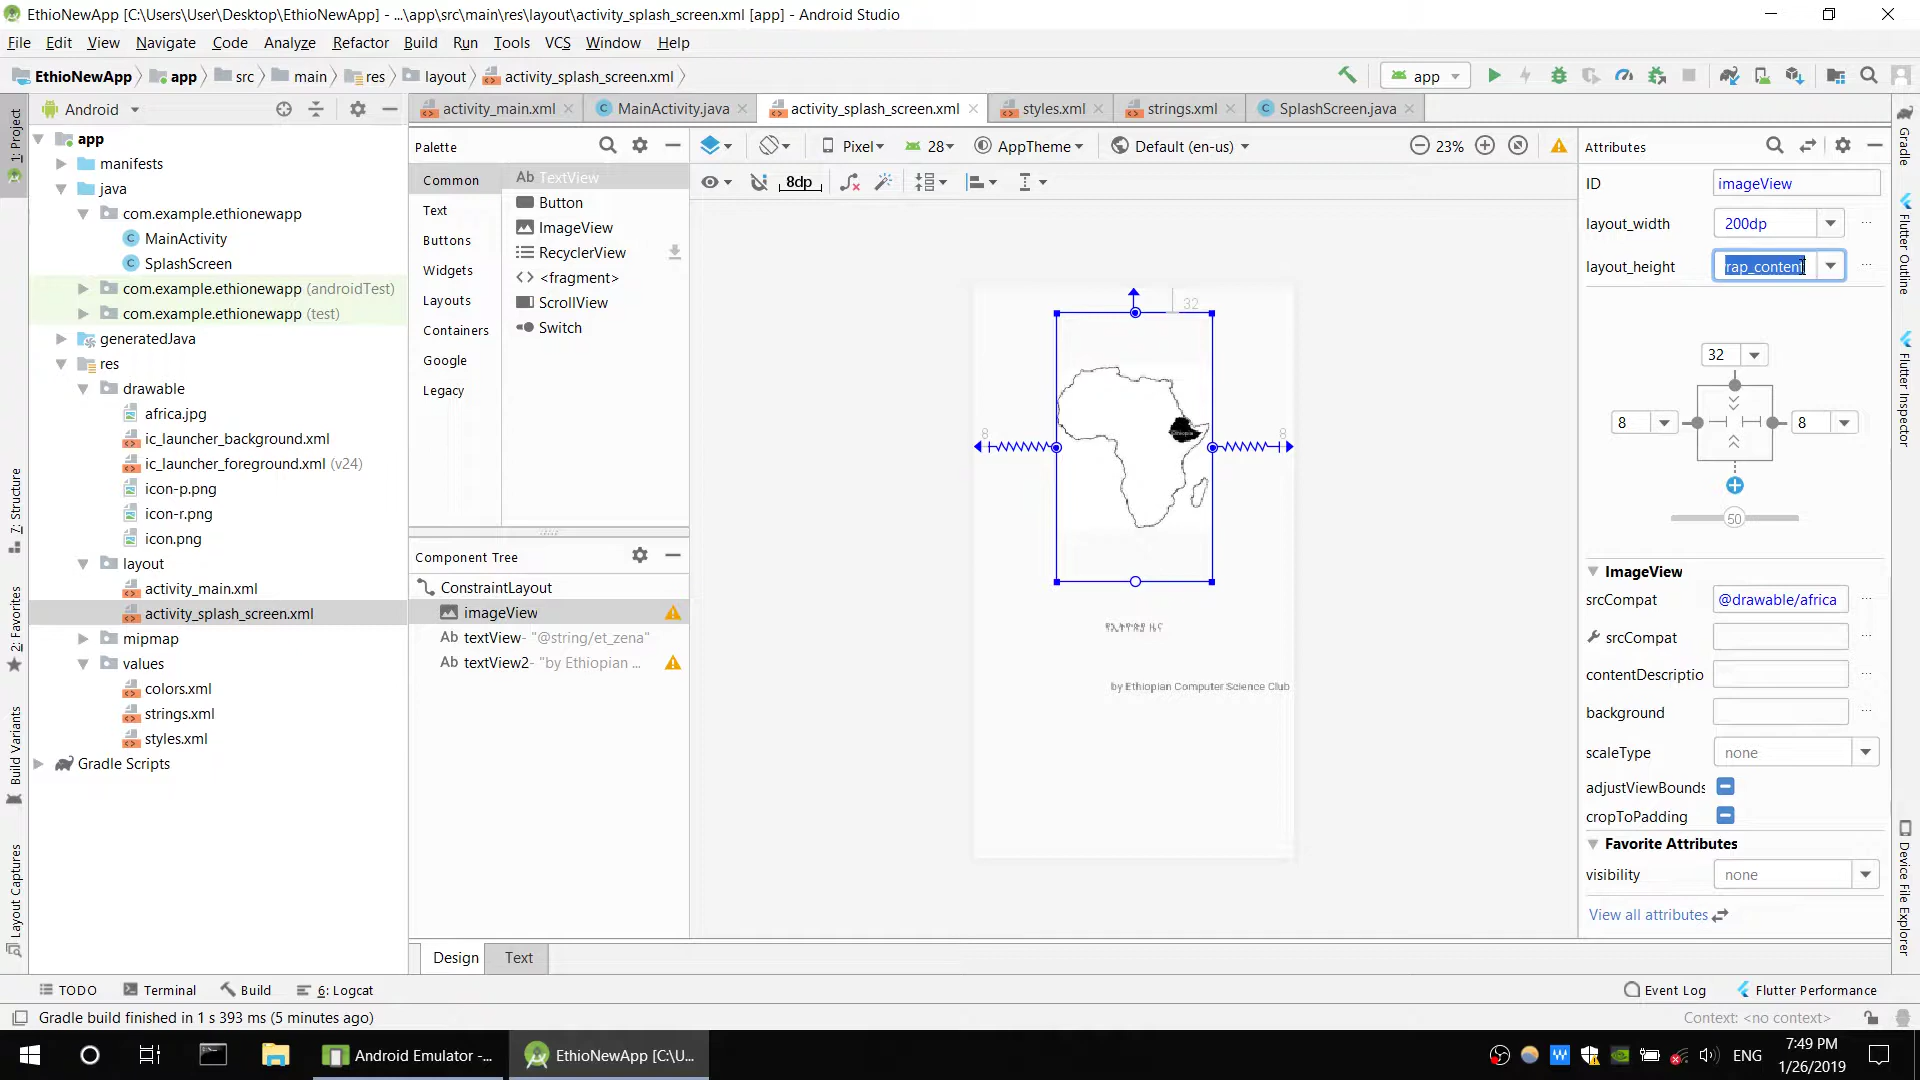 EthioNewApp [C:\Users\User\Desktop\EthioNewApp] - ...\app\src\main\res\layout\activity_splash_screen.xml [app] - Android Studio
File Edit View Navigate Code Analyze Refactor Build Run Tools VCS Window Help
EthioNewApp app src main res layout activity_splash_screen.xml
app
Android
activity_main.xml MainActivity.java activity_splash_screen.xml styles.xml strings.xml SplashScreen.java
1: Project
7: Structure
2: Favorites
Build Variants
Layout Captures
app
manifests
java
com.example.ethionewapp
MainActivity
SplashScreen
com.example.ethionewapp (androidTest)
com.example.ethionewapp (test)
generatedJava
res
drawable
africa.jpg
ic_launcher_background.xml
ic_launcher_foreground.xml (v24)
icon-p.png
icon-r.png
icon.png
layout
activity_main.xml
activity_splash_screen.xml
mipmap
values
colors.xml
strings.xml
styles.xml
Gradle Scripts
Palette
Common
Text
Buttons
Widgets
Layouts
Containers
Google
Legacy
Ab TextView
Button
ImageView
RecyclerView
<fragment>
ScrollView
Switch
Component Tree
ConstraintLayout
imageView
Ab textView- "@string/et_zena"
Ab textView2- "by Ethiopian ...
Pixel 28 AppTheme Default (en-us) 23%
8dp
32
8 8
Ethiopia
የኢትዮጵያ ዜና
by Ethiopian Computer Science Club
Design Text
Attributes
ID imageView
layout_width 200dp ...
layout_height rap_content ...
32
8 8
50
ImageView
srcCompat @drawable/africa ...
srcCompat
contentDescriptio ...
background ...
scaleType none
adjustViewBounds
cropToPadding
Favorite Attributes
visibility none
View all attributes
Gradle
Flutter Outline
Flutter Inspector
Device File Explorer
TODO Terminal Build 6: Logcat Event Log Flutter Performance
Gradle build finished in 1 s 393 ms (5 minutes ago) Context: <no context>
Android Emulator -... EthioNewApp [C:\U... ENG 7:49 PM
1/26/2019